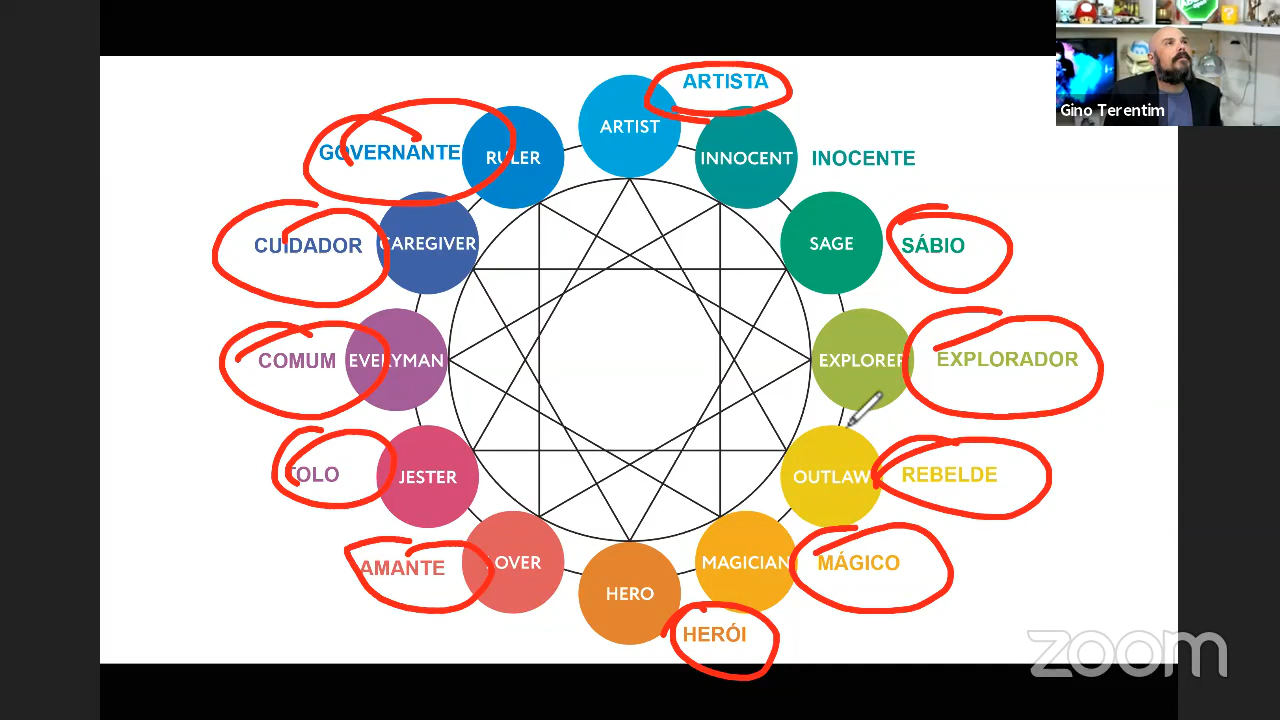 Gino Terentim
ARTISTA
ARTIST
GOVERNANTE
RULER
INNOCENT
INOCENTE
CUIDADOR
CAREGIVER
SAGE
SÁBIO
COMUM
EVERYMAN
EXPLORER
EXPLORADOR
TOLO
JESTER
OUTLAW
REBELDE
AMANTE
LOVER
MAGICIAN
MÁGICO
HERO
HERÓI
zoom